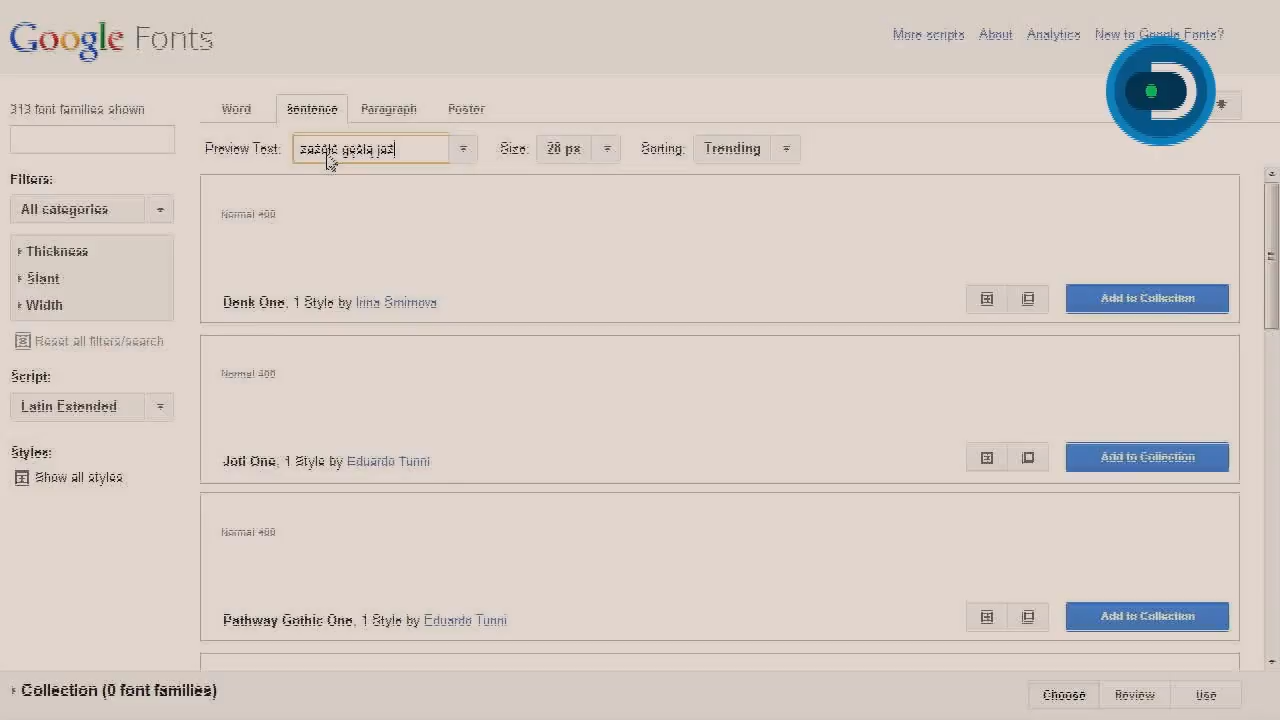 Google Fonts
More scripts About Analytics New to Google Fonts?
313 font families shown
Word Sentence Paragraph Poster
Preview Text: gęślą jaź Size: 28 px Sorting: Trending
Filters:
All categories
Thickness
Slant
Width
Reset all filters/search
Script:
Latin Extended
Styles:
Show all styles
Normal 400
Denk One, 1 Style by Irina Smirnova
Add to Collection
Normal 400
Joti One, 1 Style by Eduardo Tunni
Add to Collection
Normal 400
Pathway Gothic One, 1 Style by Eduardo Tunni
Add to Collection
Collection (0 font families)
Choose Review Use